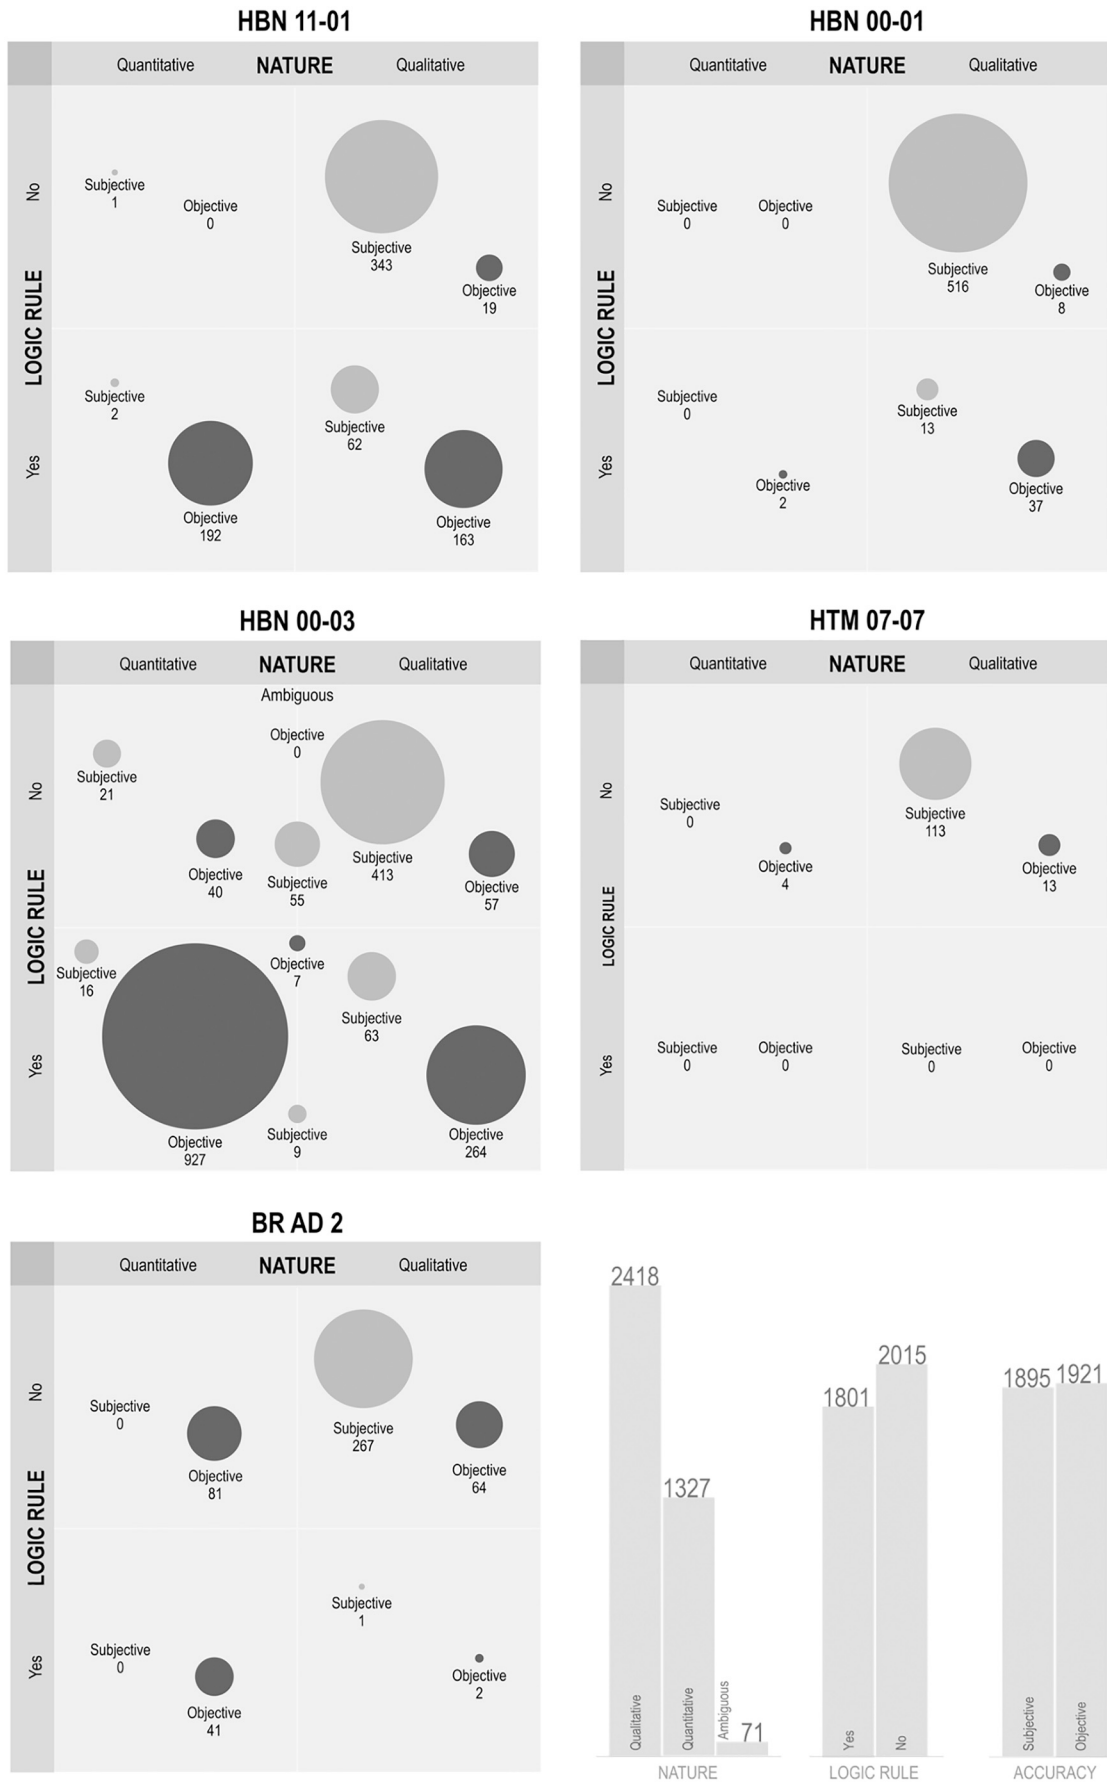 HBN 11-01
Quantitative NATURE Qualitative
LOGIC RULE
No
Subjective
1
Objective
0
Subjective
343
Objective
19
Yes
Subjective
2
Objective
192
Subjective
62
Objective
163
HBN 00-01
Quantitative NATURE Qualitative
LOGIC RULE
No
Subjective
0
Objective
0
Subjective
516
Objective
8
Yes
Subjective
0
Objective
2
Subjective
13
Objective
37
HBN 00-03
Quantitative NATURE Qualitative
Ambiguous
LOGIC RULE
No
Subjective
21
Objective
40
Objective
0
Subjective
55
Subjective
413
Objective
57
Yes
Subjective
16
Objective
927
Objective
7
Subjective
9
Subjective
63
Objective
264
HTM 07-07
Quantitative NATURE Qualitative
LOGIC RULE
No
Subjective
0
Objective
4
Subjective
113
Objective
13
Yes
Subjective
0
Objective
0
Subjective
0
Objective
0
BR AD 2
Quantitative NATURE Qualitative
LOGIC RULE
No
Subjective
0
Objective
81
Subjective
267
Objective
64
Yes
Subjective
0
Objective
41
Subjective
1
Objective
2
2418
1327
71
Qualitative
Quantitative
Ambiguous
NATURE
1801
2015
Yes
No
LOGIC RULE
1895
1921
Subjective
Objective
ACCURACY